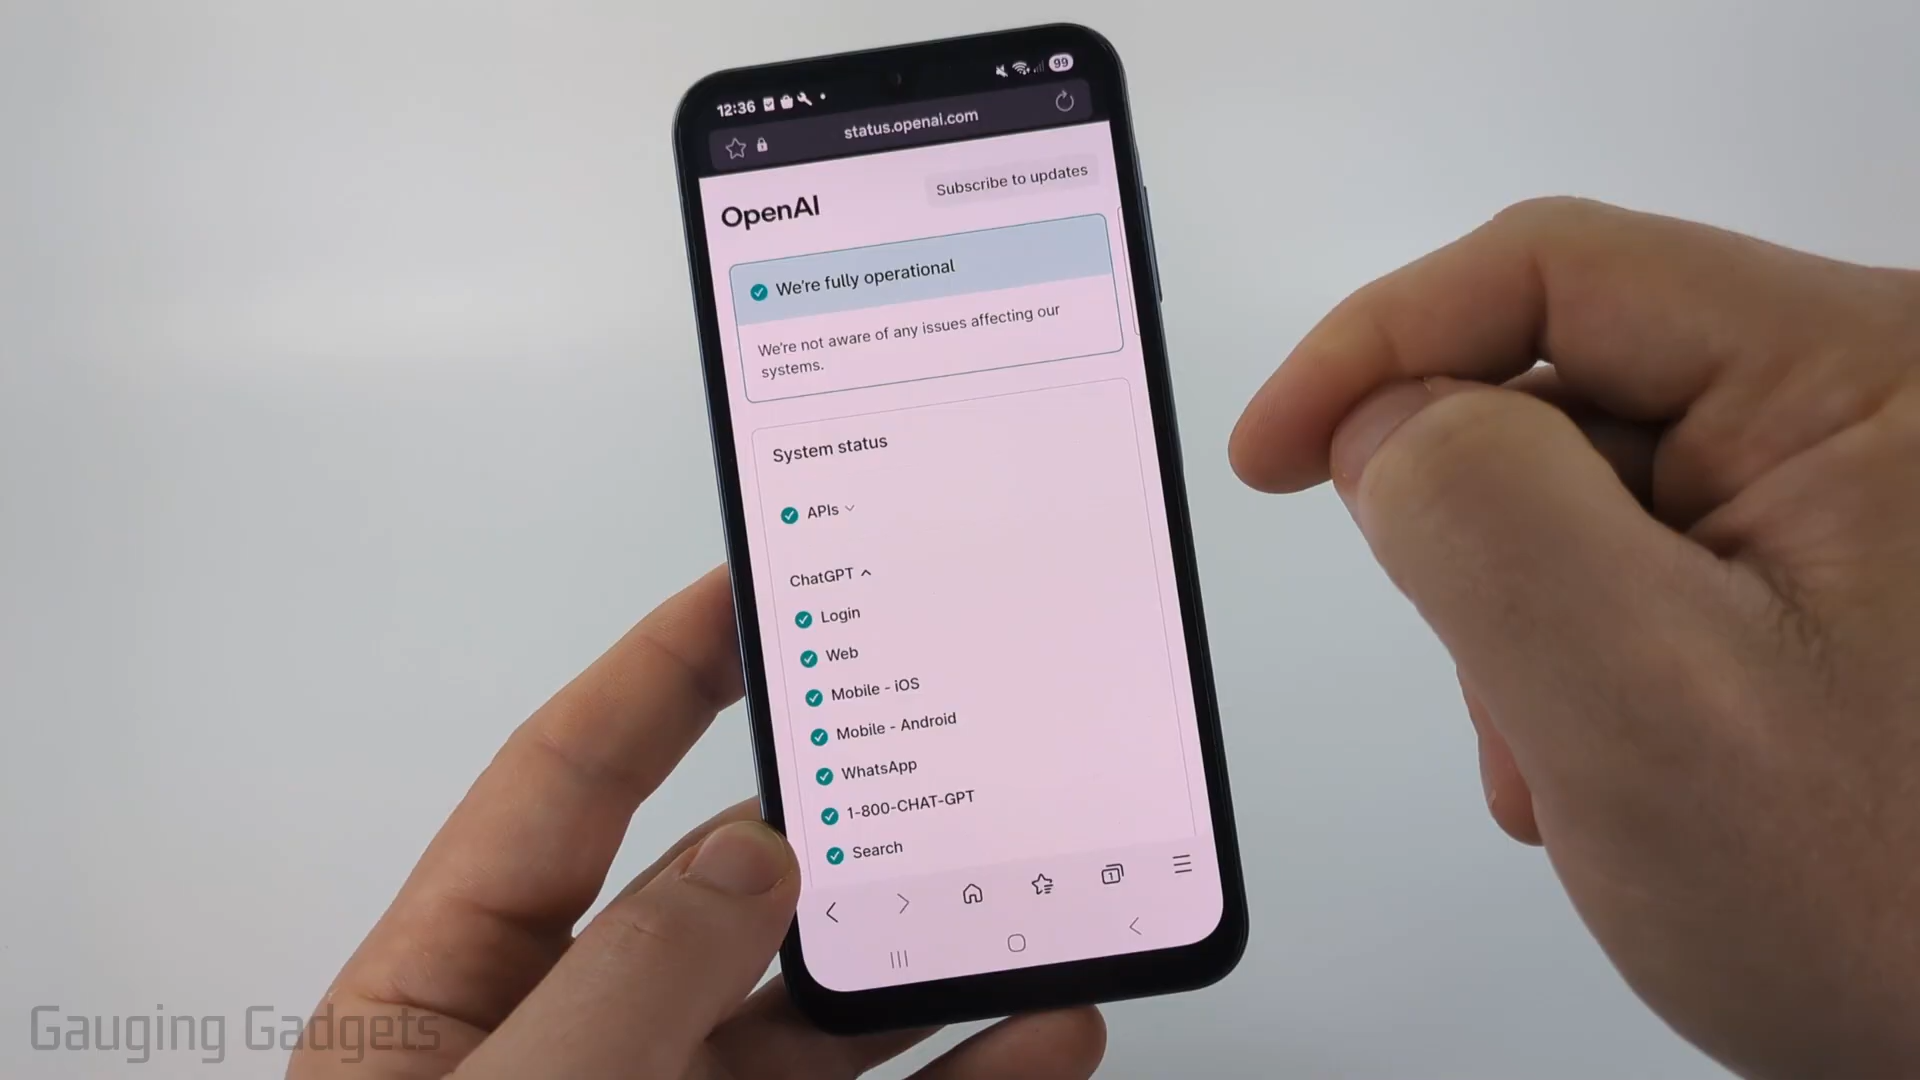 12:36
99
status.openai.com
OpenAI
Subscribe to updates
We're fully operational
We're not aware of any issues affecting our
systems.
System status
APIs
ChatGPT
Login
Web
Mobile - iOS
Mobile - Android
WhatsApp
1-800-CHAT-GPT
Search
1
Gauging Gadgets